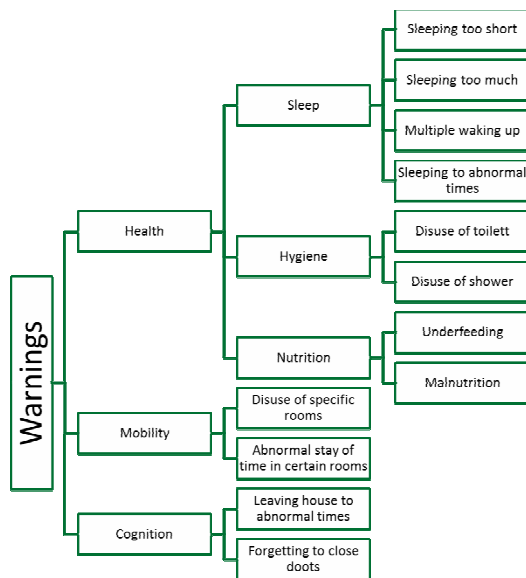 Warnings
Health
Sleep
Sleeping too short
Sleeping too much
Multiple waking up
Sleeping to abnormal
times
Hygiene
Disuse of toilett
Disuse of shower
Nutrition
Underfeeding
Malnutrition
Mobility
Disuse of specific
rooms
Abnormal stay of
time in certain rooms
Cognition
Leaving house to
abnormal times
Forgetting to close
doots